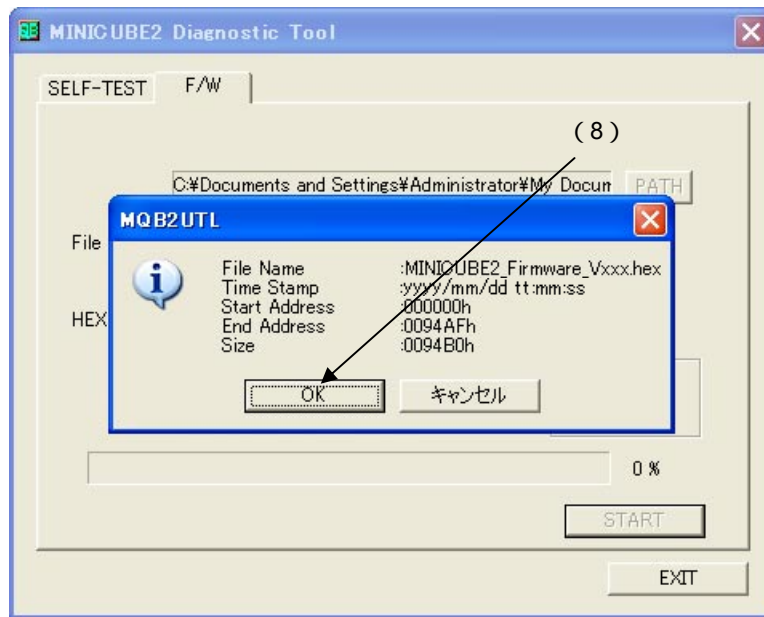 MINICUBE2 Diagnostic Tool
SELF-TEST F/W
(8)
C:¥Documents and Settings¥Administrator¥My Docum PATH
MQB2UTL
File
File Name :MINICUBE2_Firmware_Vxxx.hex
Time Stamp :yyyy/mm/dd tt:mm:ss
Start Address :000000h
HEX
End Address :0094AFh
Size :0094B0h
OK キャンセル
0 %
START
EXIT